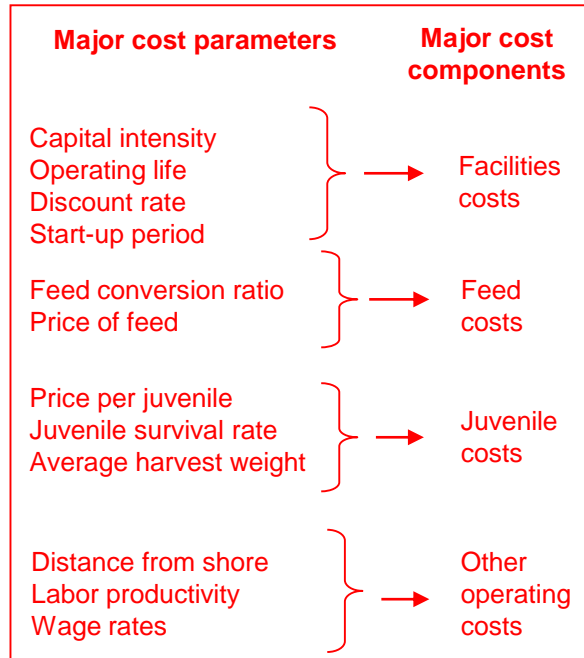 Major cost parameters
Major cost
components
Capital intensity
Operating life
Discount rate
Start-up period
Facilities
costs
Feed conversion ratio
Price of feed
Feed
costs
Price per juvenile
Juvenile survival rate
Average harvest weight
Juvenile
costs
Distance from shore
Labor productivity
Wage rates
Other
operating
costs